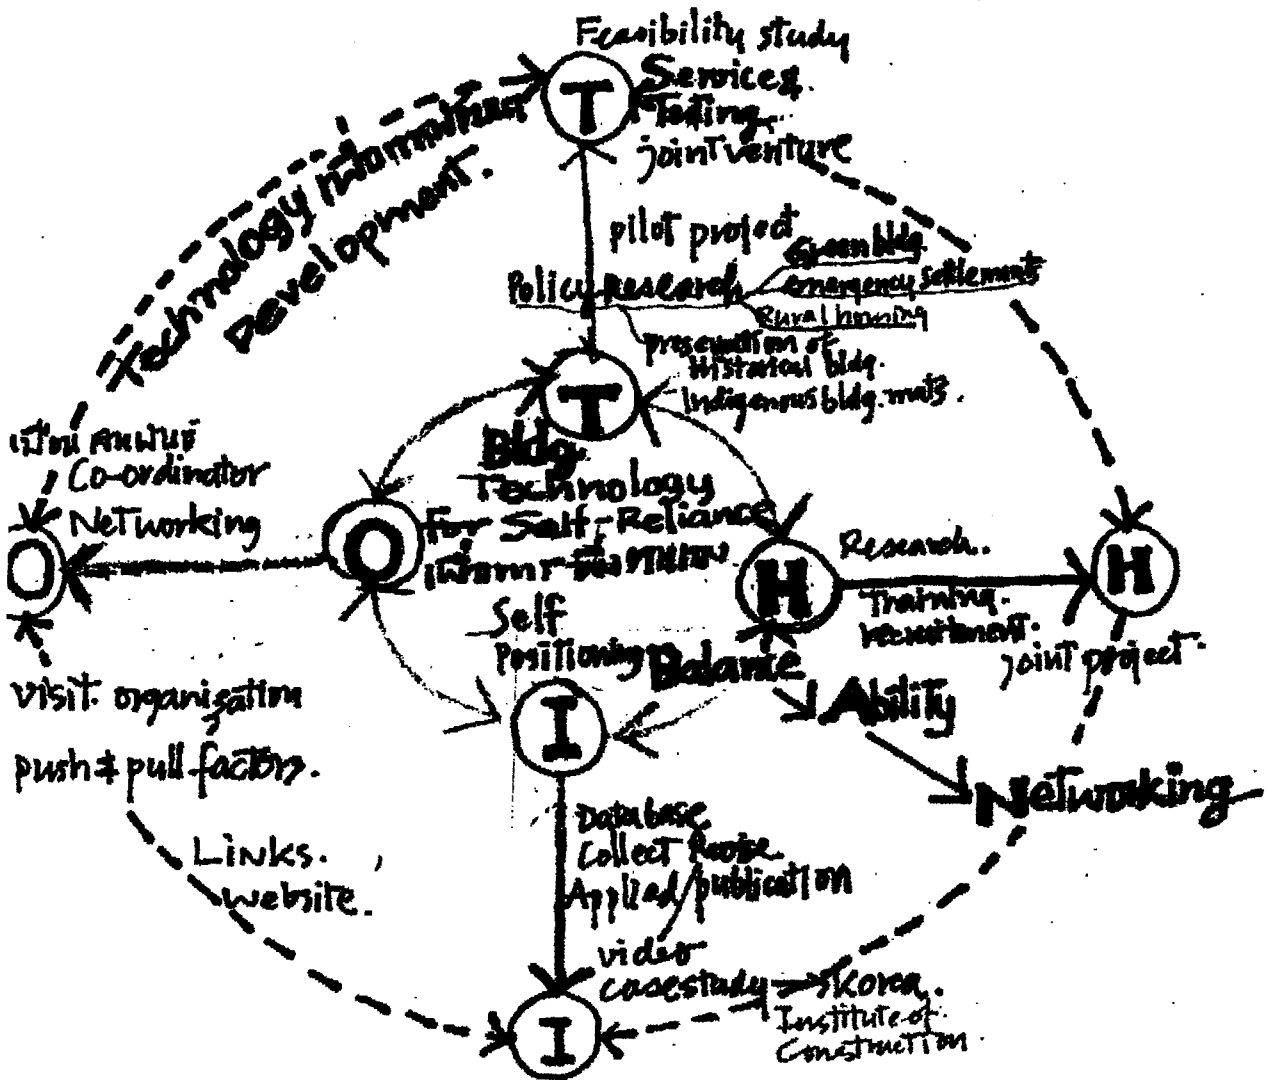 Feasibility study
Services
T
joint venture
Technology
Development.
pilot project
Green bldg.
Policy research
emergency settlements
Rural housing
preservation of
Historical bldg.
T
Indigenous bldg. mats.
Bldg.
Co-ordinator
Technology
Networking
For Self-Reliance
O
O
Research..
H
H
Self
Training.
recruitment.
Positioning
Balance
joint project.
visit organisation
I
Ability
push & pull factors.
Networking
Database
Links.
Collect
website.
Applied publication
video
casestudy
Korea.
I
Institute of
Construction